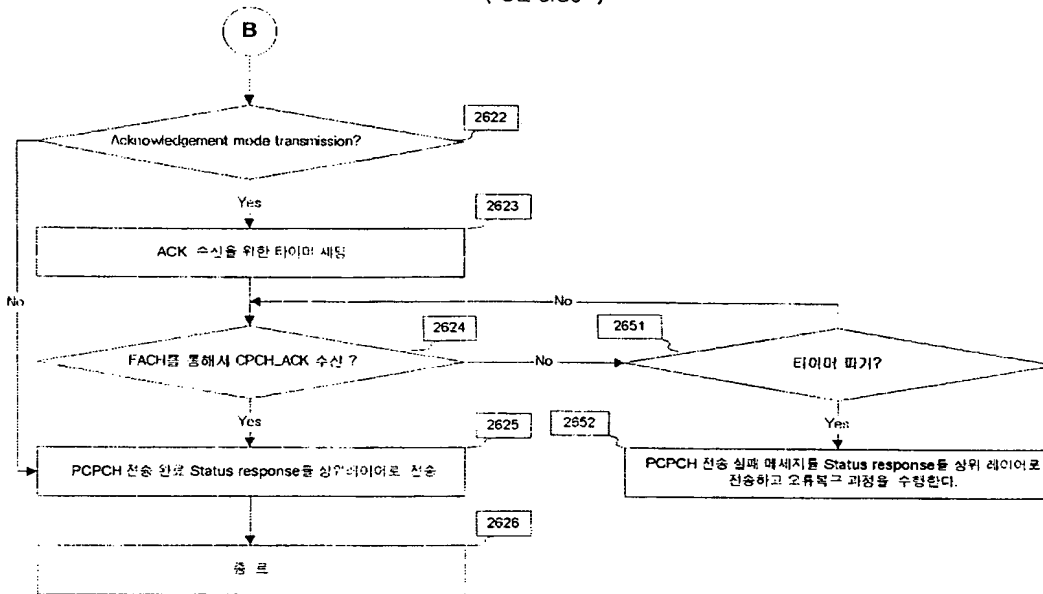 B
2622
Acknowledgement mode transmission?
Yes
2623
ACK 수신을 위한 타이머 세팅
No
No
2624
2651
FACH를 통해서 CPCH_ACK 수신 ?
No
타이머
Yes
2625
2652
Yes
PCPCH 전송 완료 Status response를 상위레이어로 전송
PCPCH 전송 실패 메세지를 Status response를 상위 레이어로
전송하고 오류복구 과정을 수행한다.
2626
종 료